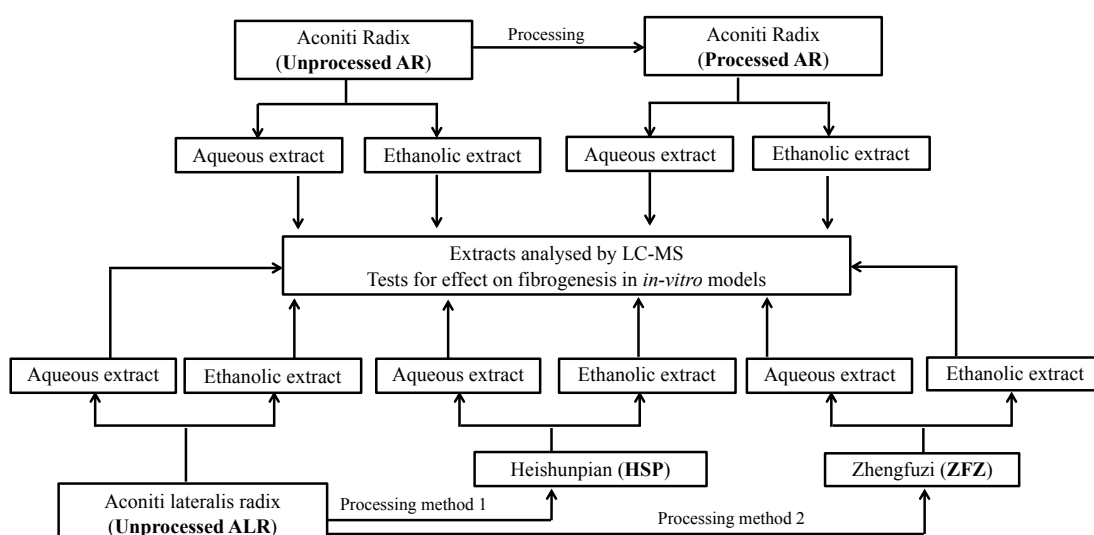 Aconiti Radix
(Unprocessed AR)
Processing
Aconiti Radix
(Processed AR)
Aqueous extract
Ethanolic extract
Aqueous extract
Ethanolic extract
Extracts analysed by LC-MS
Tests for effect on fibrogenesis in in-vitro models
Aqueous extract
Ethanolic extract
Aqueous extract
Ethanolic extract
Aqueous extract
Ethanolic extract
Heishunpian (HSP)
Zhengfuzi (ZFZ)
Aconiti lateralis radix
(Unprocessed ALR)
Processing method 1
Processing method 2